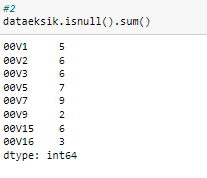 #2
dataeksik.isnull().sum()
00V1 5
00V2 6
00V3 6
00V5 7
00V7 9
00V9 2
00V15 6
00V16 3
dtype: int64